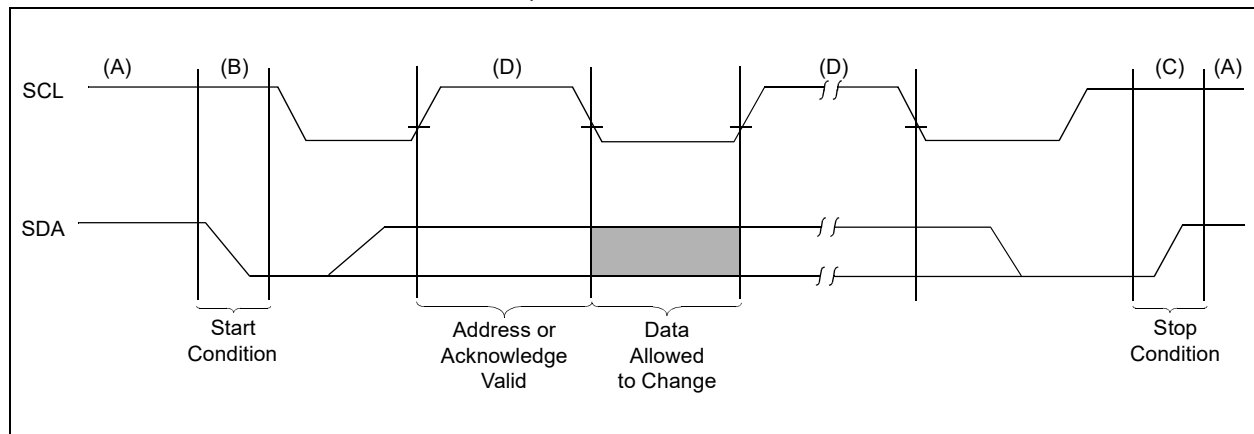 (A)
(B)
(D)
(D)
(C)
(A)
SCL
SDA
Start
Condition
Address or
Acknowledge
Valid
Data
Allowed
to Change
Stop
Condition